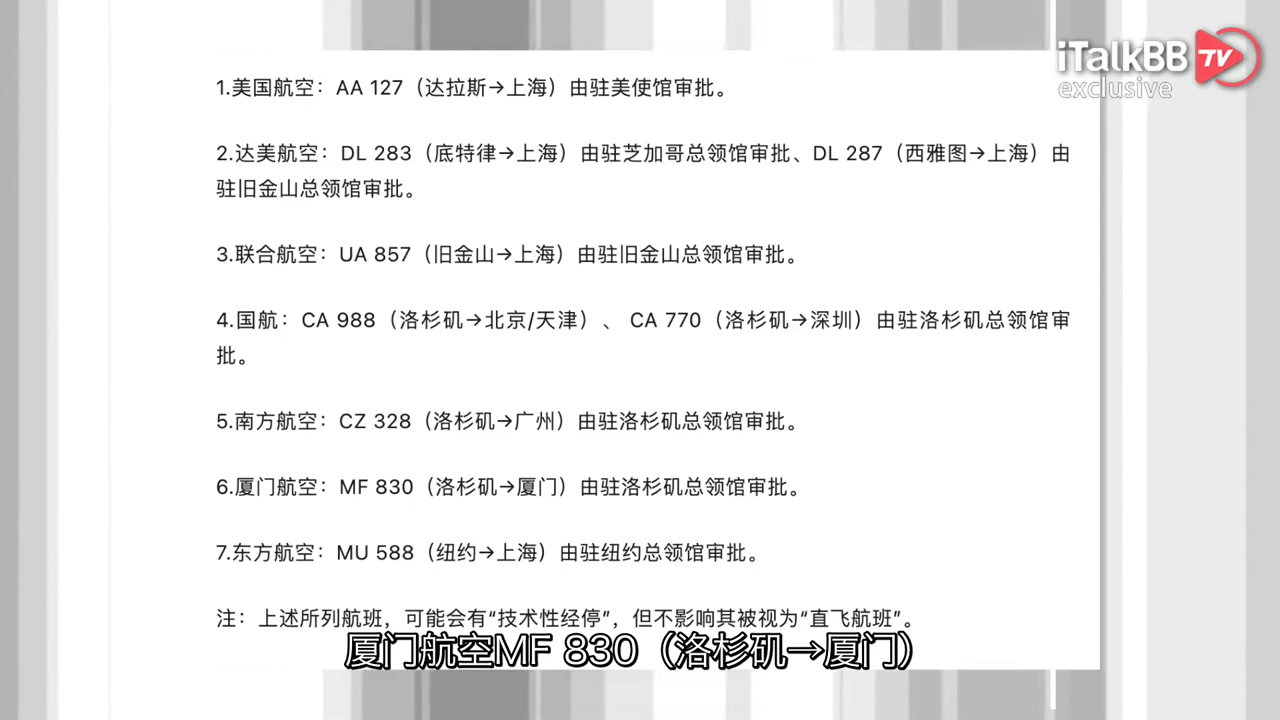 iTalkBB TV
exclusive
1.美国航空：AA 127（达拉斯→上海）由驻美使馆审批。
2.达美航空：DL 283（底特律→上海）由驻芝加哥总领馆审批、DL 287（西雅图→上海）由
驻旧金山总领馆审批。
3.联合航空：UA 857（旧金山→上海）由驻旧金山总领馆审批。
4.国航：CA 988（洛杉矶→北京/天津）、 CA 770（洛杉矶→深圳）由驻洛杉矶总领馆审
批。
5.南方航空：CZ 328（洛杉矶→广州）由驻洛杉矶总领馆审批。
6.厦门航空：MF 830（洛杉矶→厦门）由驻洛杉矶总领馆审批。
7.东方航空：MU 588（纽约→上海）由驻纽约总领馆审批。
注：上述所列航班，可能会有“技术性经停”，但不影响其被视为“直飞航班”。
厦门航空MF 830（洛杉矶→厦门）